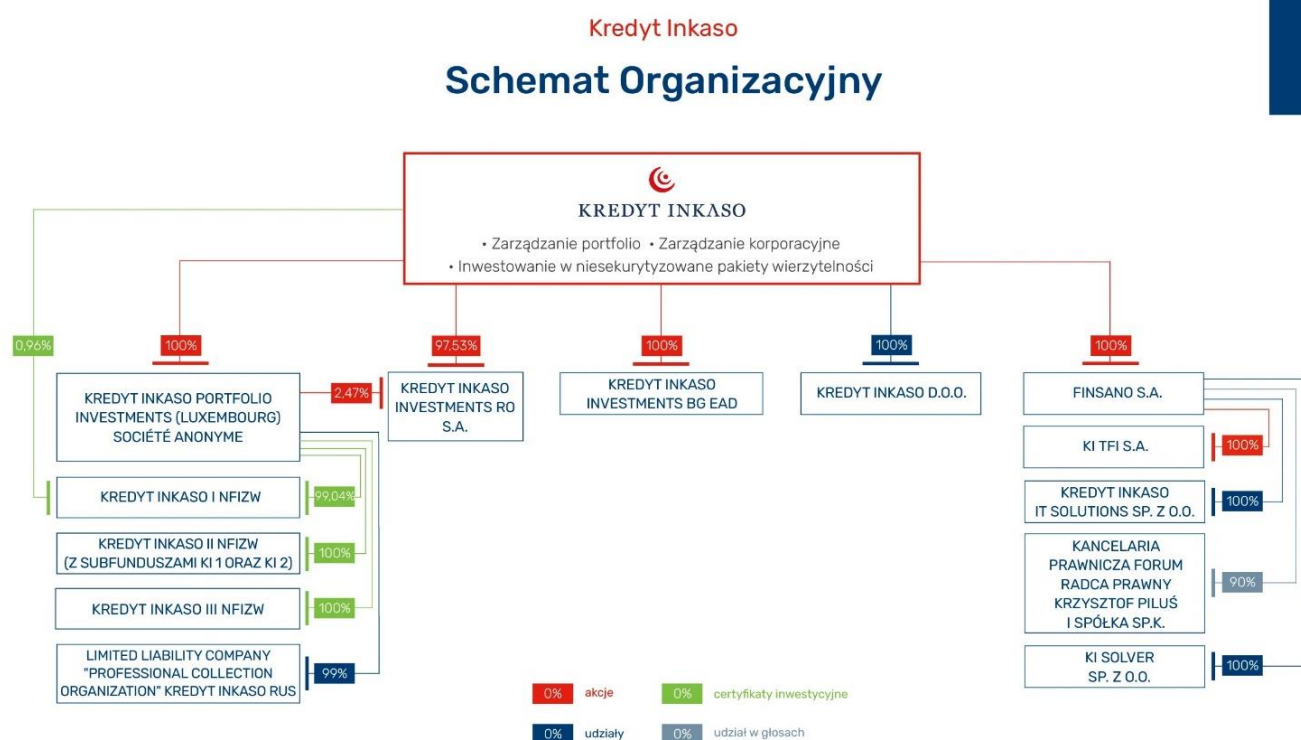 Kredyt Inkaso
Schemat Organizacyjny
KREDYT INKASO
• Zarządzanie portfolio • Zarządzanie korporacyjne
• Inwestowanie w niesekurytyzowane pakiety wierzytelności
0,96%
100%
97,53%
100%
100%
100%
KREDYT INKASO PORTFOLIO
INVESTMENTS (LUXEMBOURG)
SOCIÉTÉ ANONYME
2,47%
KREDYT INKASO
INVESTMENTS RO
S.A.
KREDYT INKASO
INVESTMENTS BG EAD
KREDYT INKASO D.O.O.
FINSANO S.A.
KI TFI S.A.
100%
KREDYT INKASO I NFIZW
99,04%
KREDYT INKASO
IT SOLUTIONS SP. Z O.O.
100%
KREDYT INKASO II NFIZW
(Z SUBFUNDUSZAMI KI 1 ORAZ KI 2)
100%
KANCELARIA
PRAWNICZA FORUM
RADCA PRAWNY
KRZYSZTOF PILUŚ
I SPÓŁKA SP.K.
90%
KREDYT INKASO III NFIZW
100%
LIMITED LIABILITY COMPANY
"PROFESSIONAL COLLECTION
ORGANIZATION" KREDYT INKASO RUS
99%
KI SOLVER
SP. Z O.O.
100%
0% akcje
0% certyfikaty inwestycyjne
0% udziały
0% udział w głosach